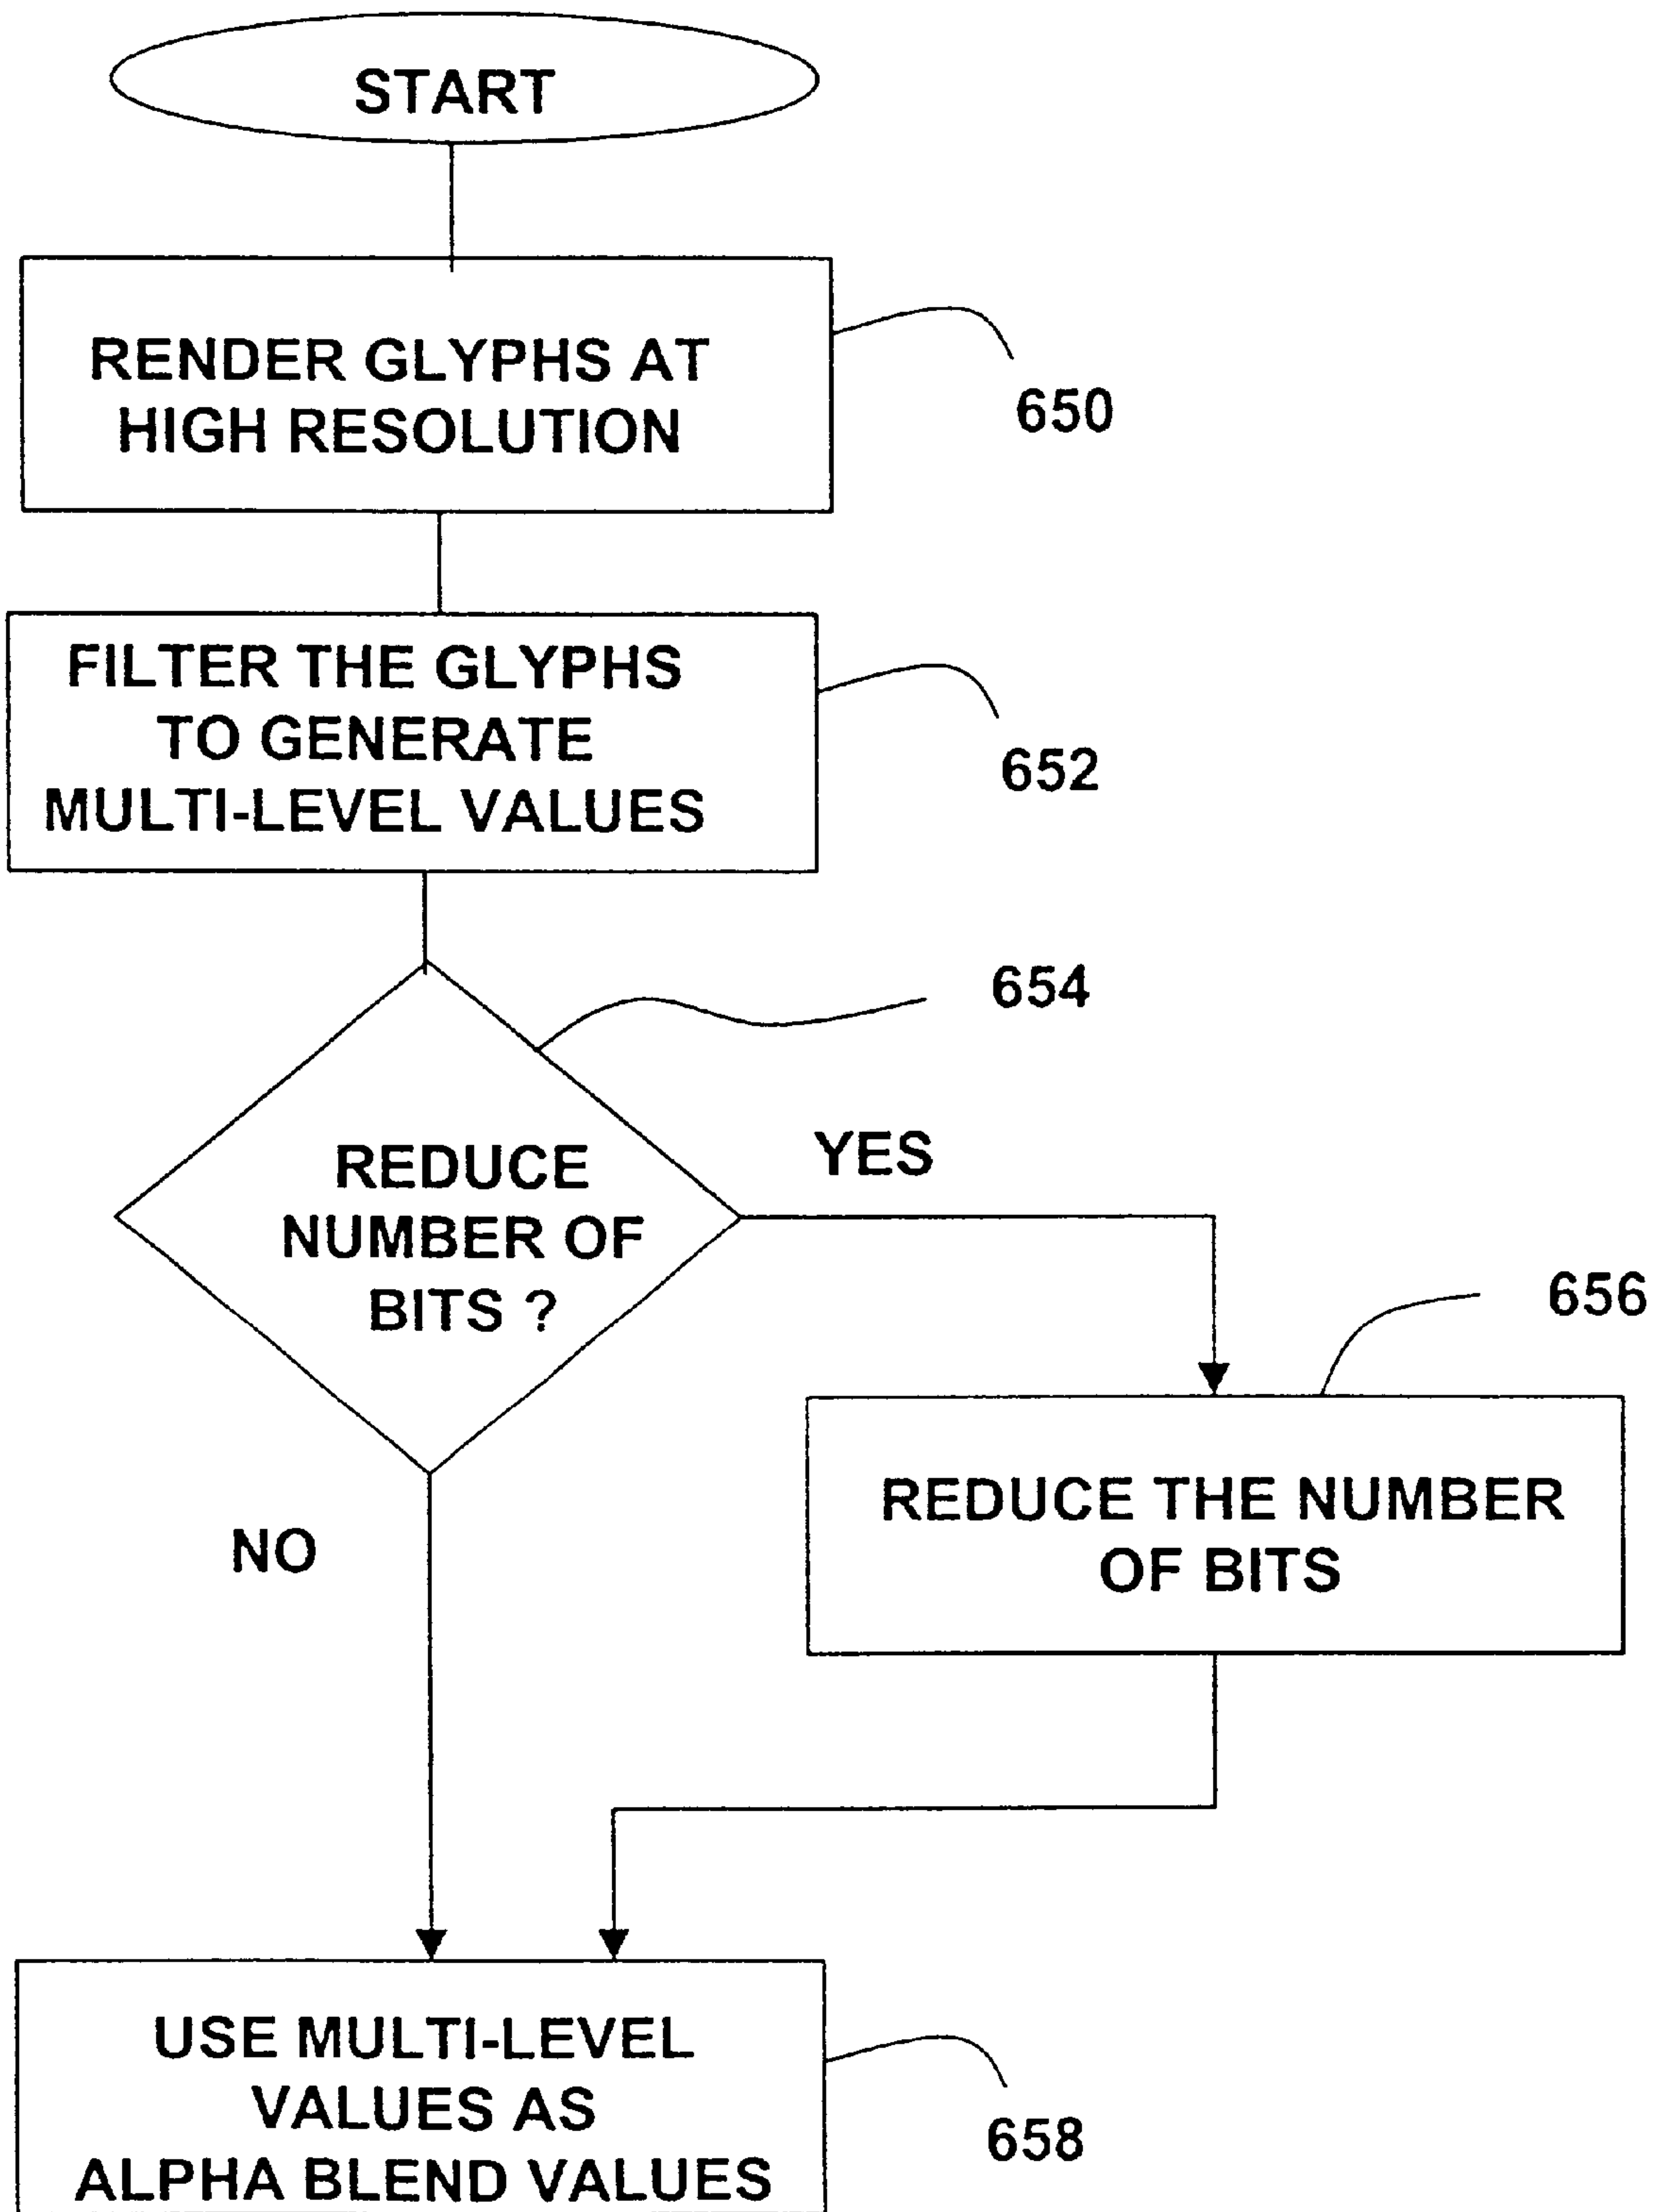 START
RENDER GLYPHS AT
HIGH RESOLUTION
650
FILTER THE GLYPHS
TO GENERATE
MULTI-LEVEL VALUES
652
654
REDUCE
NUMBER OF
BITS ?
YES
656
REDUCE THE NUMBER
OF BITS
NO
USE MULTI-LEVEL
VALUES AS
ALPHA BLEND VALUES
658